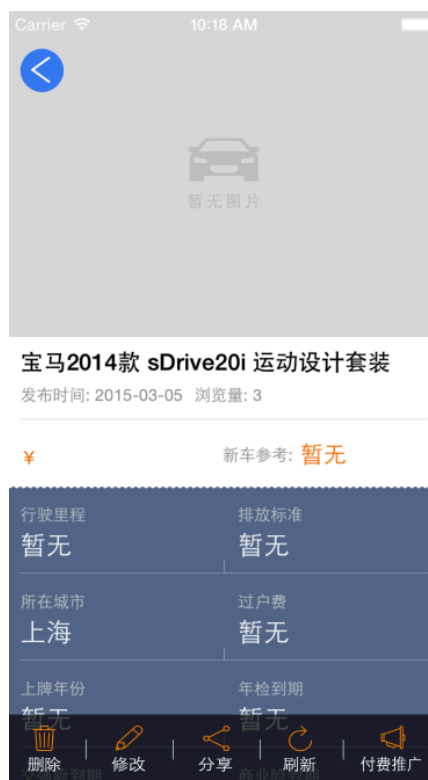 Carrier 10:18 AM
暂无图片
宝马2014款 sDrive20i 运动设计套装
发布时间: 2015-03-05 浏览量: 3
¥ 新车参考: 暂无
行驶里程 排放标准
暂无 暂无
所在城市 过户费
上海 暂无
上牌年份 年检到期
暂无 暂无
删除 修改 分享 刷新 付费推广